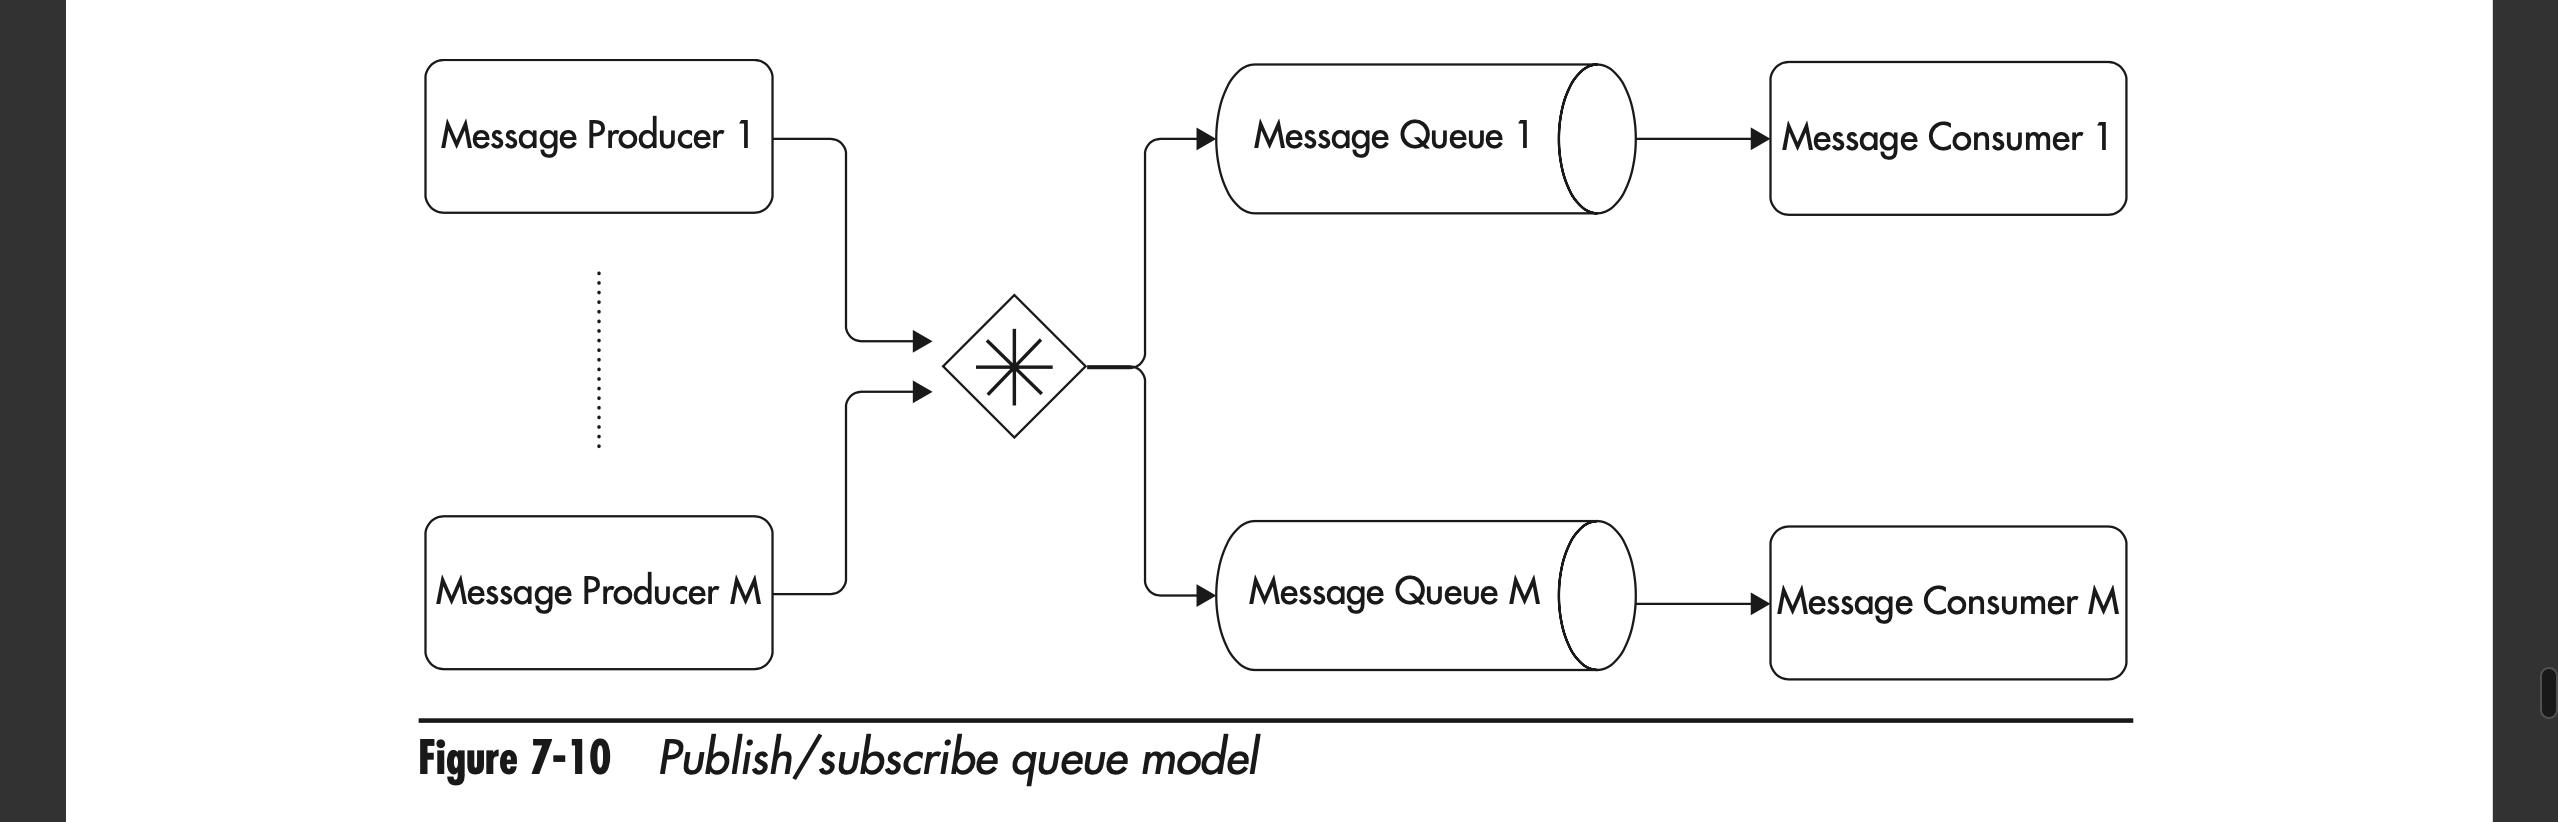 Message Producer 1
Message Queue 1
Message Consumer 1
Message Producer M
Message Queue M
Message Consumer M
Figure 7-10 Publish/subscribe queue model